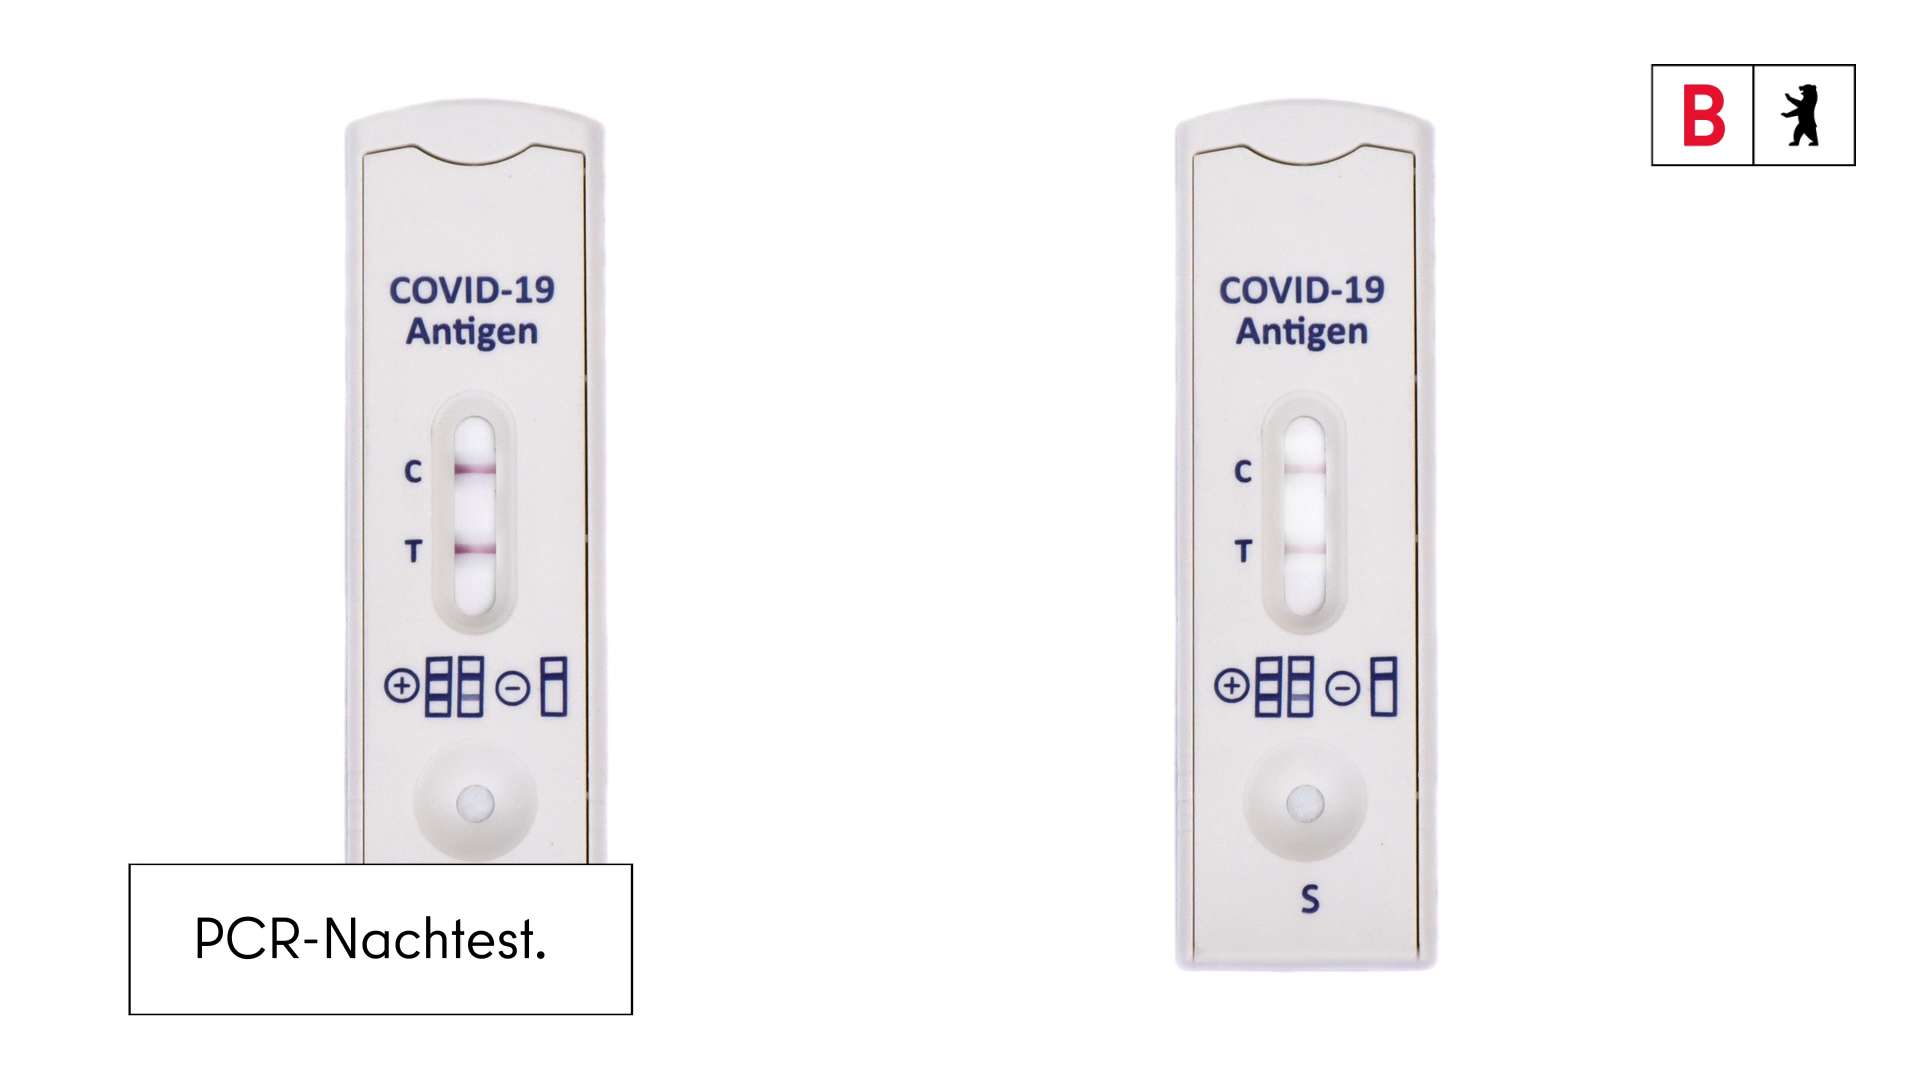 B
COVID-19
Antigen
C
T
COVID-19
Antigen
C
T
S
PCR-Nachtest.